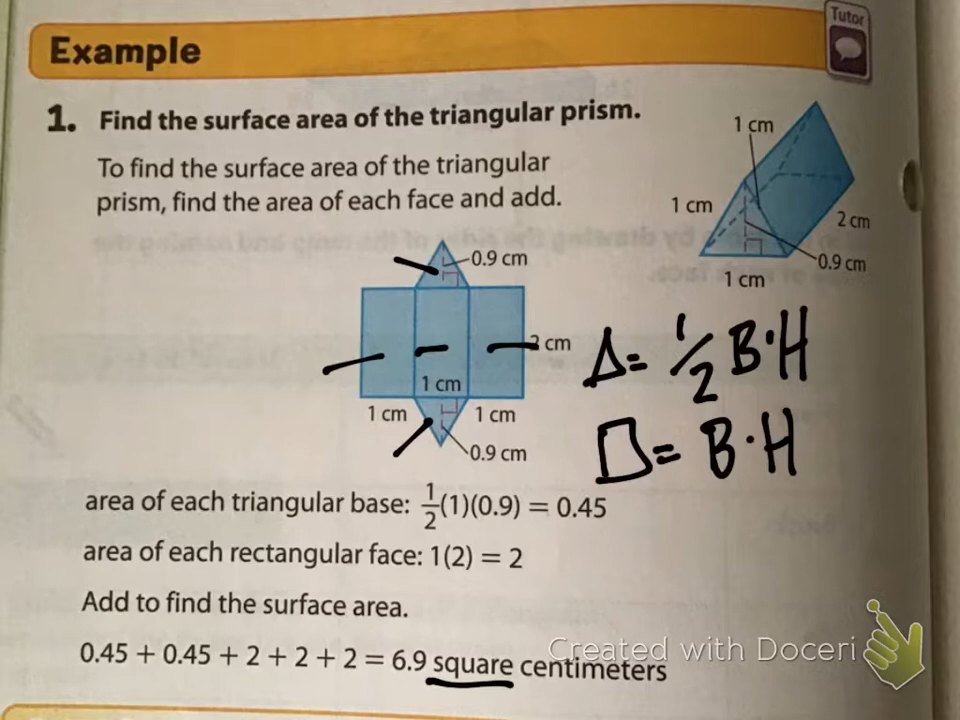 Tutor
Example
1. Find the surface area of the triangular prism.
To find the surface area of the triangular
prism, find the area of each face and add.
1 cm
1 cm
2 cm
0.9 cm
1 cm
0.9 cm
2 cm
1 cm
1 cm
1 cm
0.9 cm
Δ= 1/2 B·H
▯= B·H
area of each triangular base: 1/2(1)(0.9) = 0.45
area of each rectangular face: 1(2) = 2
Add to find the surface area.
0.45 + 0.45 + 2 + 2 + 2 = 6.9 square centimeters
Created with Doceri